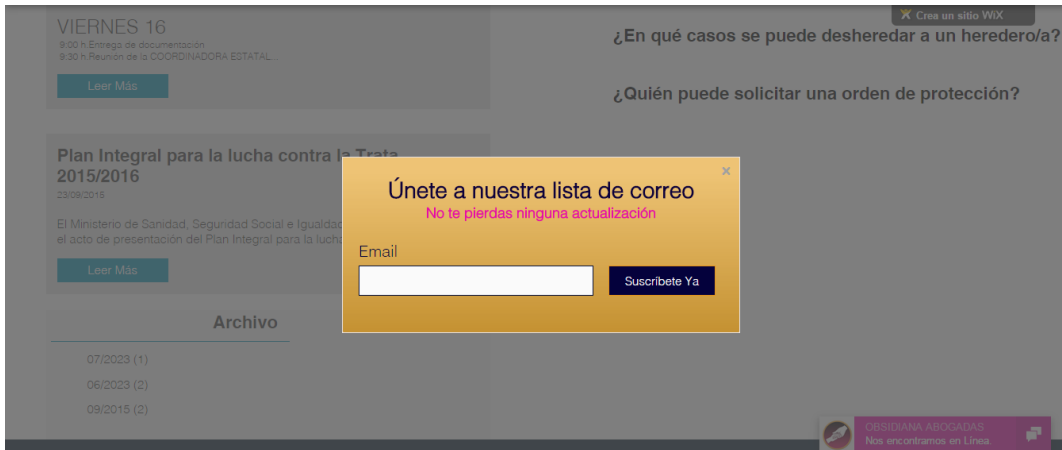 VIERNES 16
9:00 h.Entrega de documentación
9:30 h.Reunión de la COORDINADORA ESTATAL...
Leer Más
Plan Integral para la lucha contra la Trata
2015/2016
23/09/2015
El Ministerio de Sanidad, Seguridad Social e Igualdad
el acto de presentación del Plan Integral para la lucha
Leer Más
Archivo
07/2023 (1)
06/2023 (2)
09/2015 (2)
Crea un sitio WiX
¿En qué casos se puede desheredar a un heredero/a?
¿Quién puede solicitar una orden de protección?
×
Únete a nuestra lista de correo
No te pierdas ninguna actualización
Email
Suscríbete Ya
OBSIDIANA ABOGADAS
Nos encontramos en Línea.